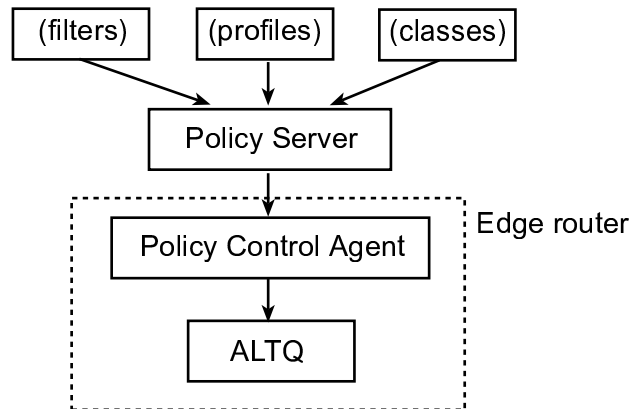 (filters) (profiles) (classes)
Policy Server
Edge router
Policy Control Agent
ALTQ